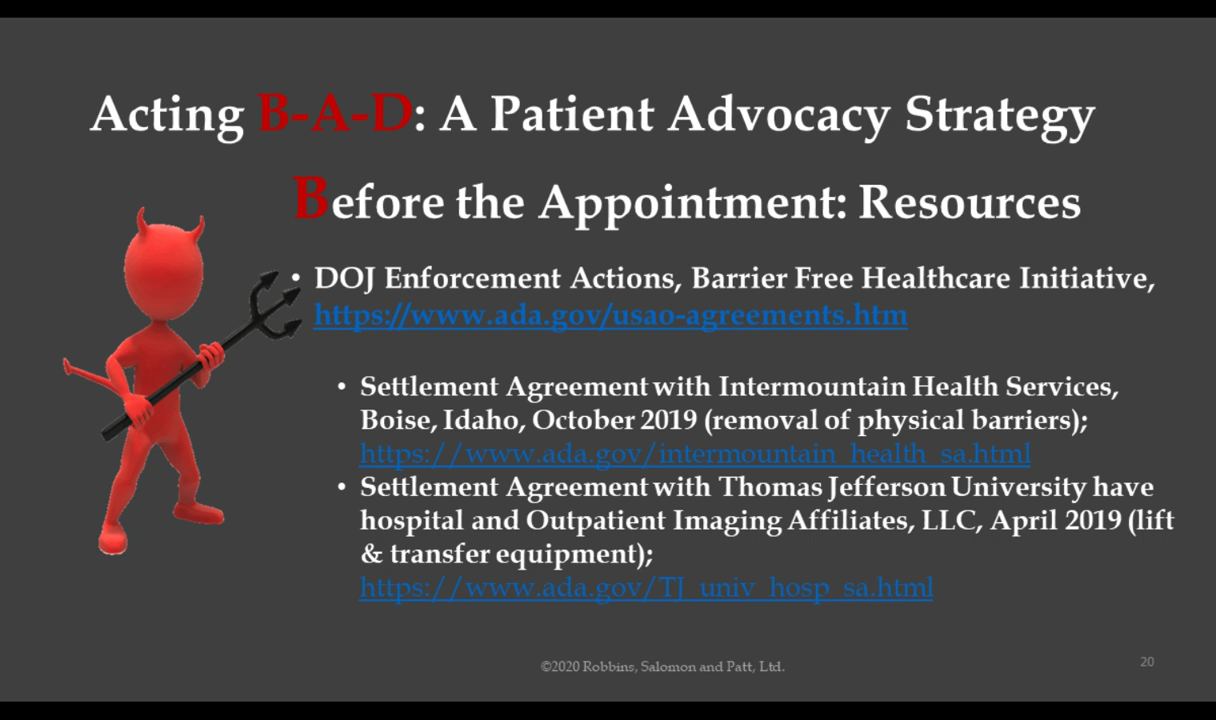 Acting B-A-D: A Patient Advocacy Strategy
Before the Appointment: Resources
• DOJ Enforcement Actions, Barrier Free Healthcare Initiative,
https://www.ada.gov/usao-agreements.htm
• Settlement Agreement with Intermountain Health Services,
Boise, Idaho, October 2019 (removal of physical barriers);
https://www.ada.gov/intermountain_health_sa.html
• Settlement Agreement with Thomas Jefferson University have
hospital and Outpatient Imaging Affiliates, LLC, April 2019 (lift
& transfer equipment);
https://www.ada.gov/TJ_univ_hosp_sa.html
©2020 Robbins, Salomon and Patt, Ltd.
20